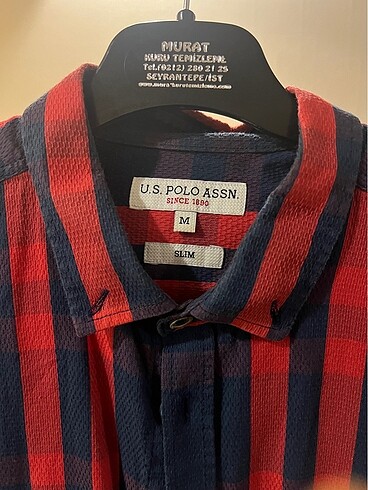 MURAT
KURU TEMİZLEME
Tel.(0212) 280 21 25
SEYRANTEPE/İST
U.S. POLO ASSN.
SINCE 1890
M
SLIM